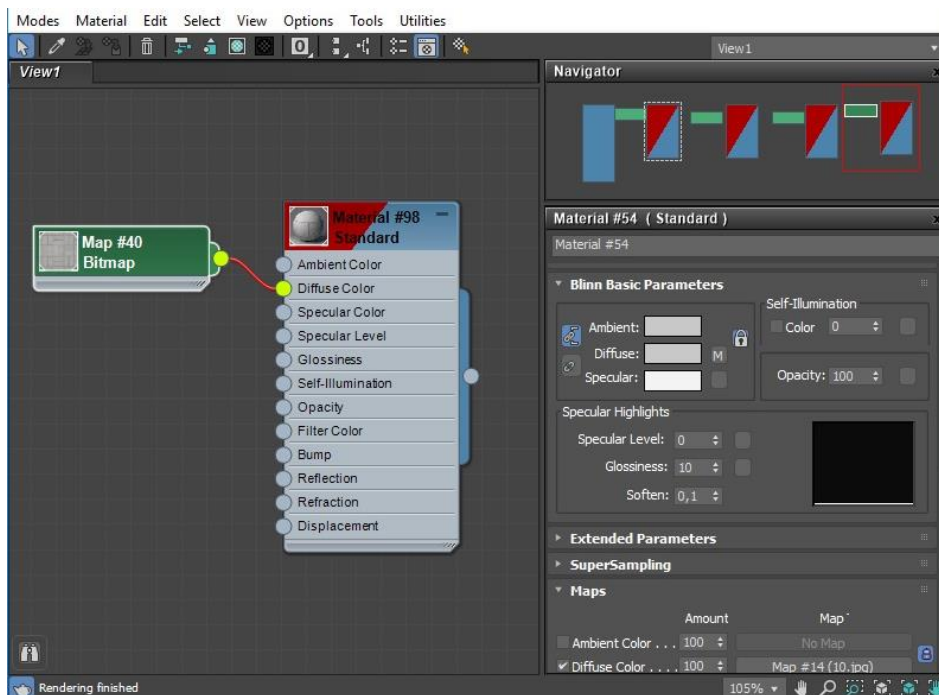 Modes Material Edit Select View Options Tools Utilities
View1
View1
Navigator
Map #40
Bitmap
Material #98
Standard
Ambient Color
Diffuse Color
Specular Color
Specular Level
Glossiness
Self-Illumination
Opacity
Filter Color
Bump
Reflection
Refraction
Displacement
Material #54 ( Standard )
Material #54
Blinn Basic Parameters
Self-Illumination
Ambient:
Color 0
Diffuse: M
Specular:
Opacity: 100
Specular Highlights
Specular Level: 0
Glossiness: 10
Soften: 0,1
Extended Parameters
SuperSampling
Maps
Amount Map
Ambient Color . . . 100 No Map
Diffuse Color . . . . 100 Map #14 (10.jpg)
Rendering finished
105%